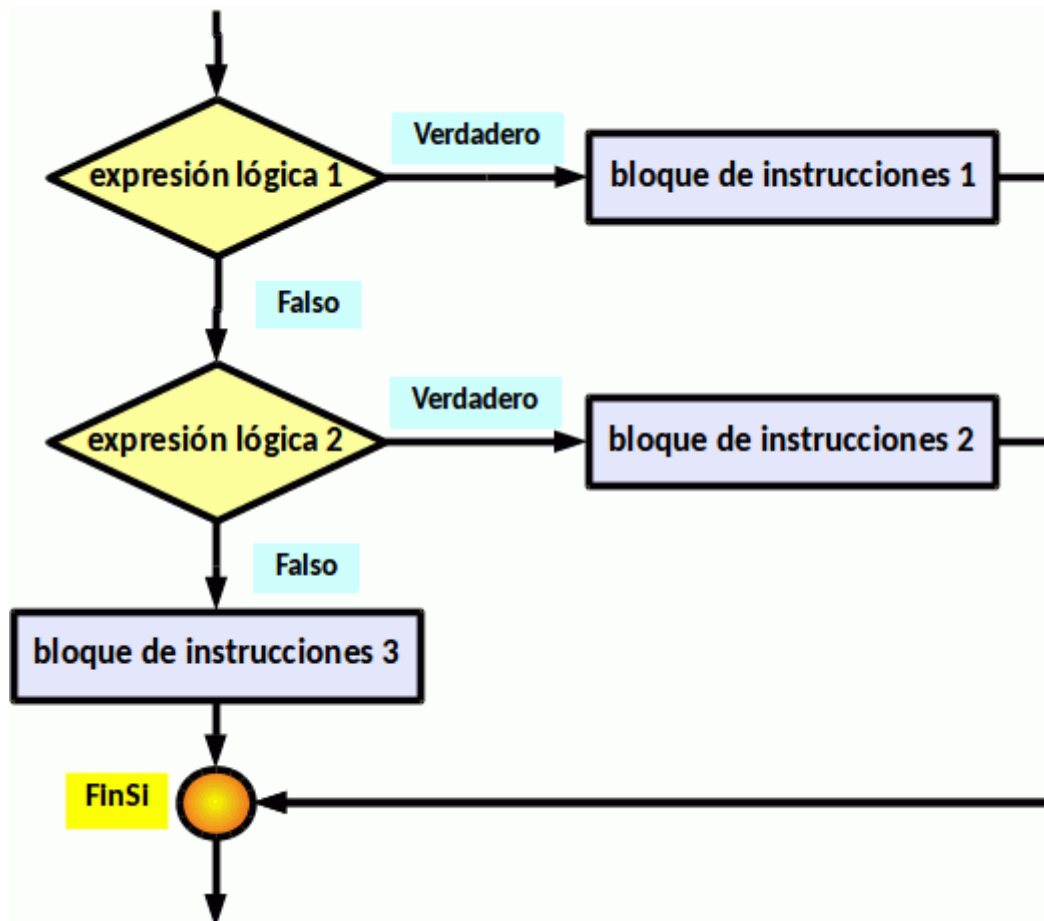 Verdadero
expresión lógica 1
bloque de instrucciones 1
Falso
Verdadero
expresión lógica 2
bloque de instrucciones 2
Falso
bloque de instrucciones 3
FinSi